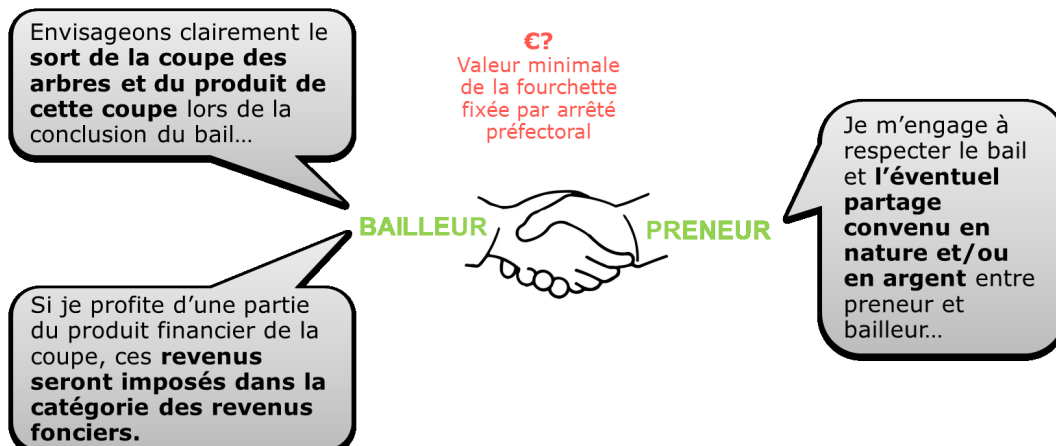 Envisageons clairement le
sort de la coupe des
arbres et du produit de
cette coupe lors de la
conclusion du bail…
€?
Valeur minimale
de la fourchette
fixée par arrêté
préfectoral
BAILLEUR
PRENEUR
Je m’engage à
respecter le bail
et l’éventuel
partage
convenu en
nature et/ou
en argent entre
preneur et
bailleur…
Si je profite d’une partie
du produit financier de la
coupe, ces revenus
seront imposés dans la
catégorie des revenus
fonciers.